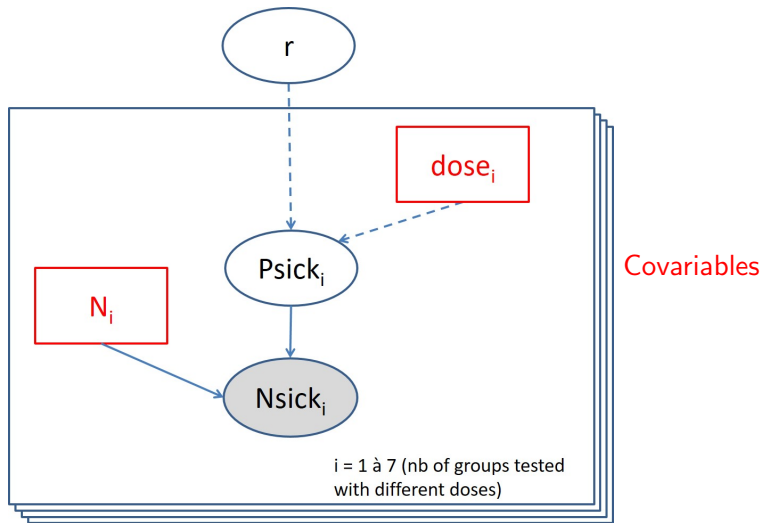 r
dose_i
Psick_i
Covariables
N_i
Nsick_i
i = 1 à 7 (nb of groups tested
with different doses)